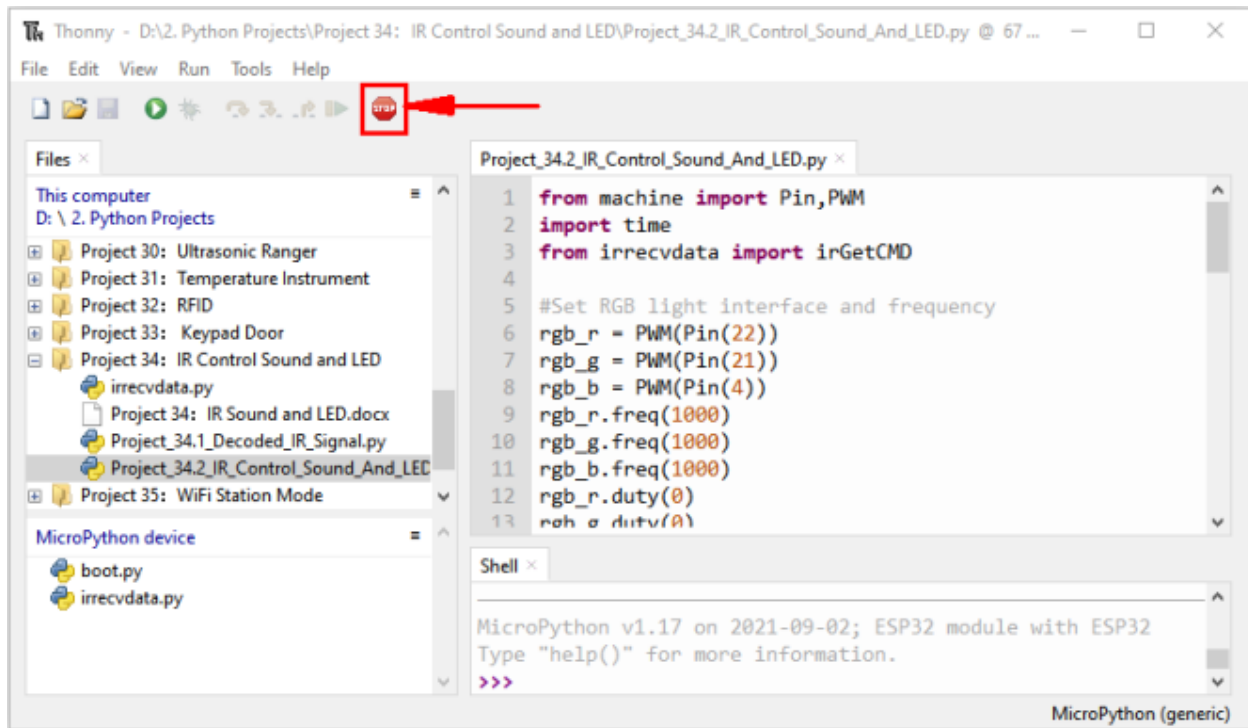 Thonny - D:\2. Python Projects\Project 34: IR Control Sound and LED\Project_34.2_IR_Control_Sound_And_LED.py @ 67 ...
File Edit View Run Tools Help
STOP
Files
This computer
D: \ 2. Python Projects
Project 30: Ultrasonic Ranger
Project 31: Temperature Instrument
Project 32: RFID
Project 33: Keypad Door
Project 34: IR Control Sound and LED
irrecvdata.py
Project 34: IR Sound and LED.docx
Project_34.1_Decoded_IR_Signal.py
Project_34.2_IR_Control_Sound_And_LED
Project 35: WiFi Station Mode
MicroPython device
boot.py
irrecvdata.py
Project_34.2_IR_Control_Sound_And_LED.py
1 from machine import Pin,PWM
2 import time
3 from irrecvdata import irGetCMD
4
5 #Set RGB light interface and frequency
6 rgb_r = PWM(Pin(22))
7 rgb_g = PWM(Pin(21))
8 rgb_b = PWM(Pin(4))
9 rgb_r.freq(1000)
10 rgb_g.freq(1000)
11 rgb_b.freq(1000)
12 rgb_r.duty(0)
13 rgb_g.duty(0)
Shell
MicroPython v1.17 on 2021-09-02; ESP32 module with ESP32
Type "help()" for more information.
>>>
MicroPython (generic)